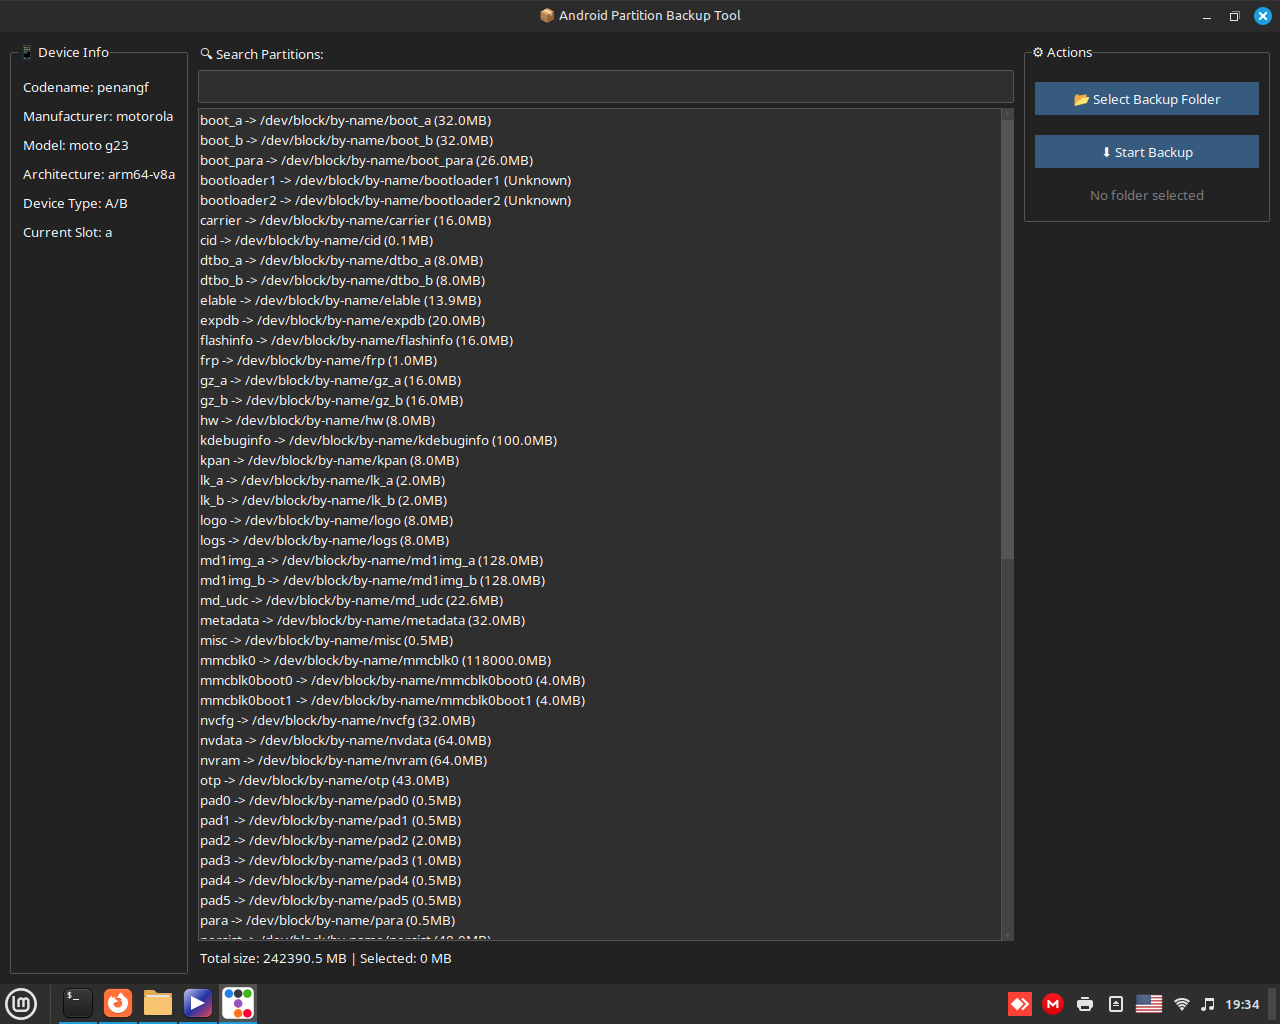 📦 Android Partition Backup Tool
📱 Device Info
Codename: penangf
Manufacturer: motorola
Model: moto g23
Architecture: arm64-v8a
Device Type: A/B
Current Slot: a
🔍 Search Partitions:
boot_a -> /dev/block/by-name/boot_a (32.0MB)
boot_b -> /dev/block/by-name/boot_b (32.0MB)
boot_para -> /dev/block/by-name/boot_para (26.0MB)
bootloader1 -> /dev/block/by-name/bootloader1 (Unknown)
bootloader2 -> /dev/block/by-name/bootloader2 (Unknown)
carrier -> /dev/block/by-name/carrier (16.0MB)
cid -> /dev/block/by-name/cid (0.1MB)
dtbo_a -> /dev/block/by-name/dtbo_a (8.0MB)
dtbo_b -> /dev/block/by-name/dtbo_b (8.0MB)
elable -> /dev/block/by-name/elable (13.9MB)
expdb -> /dev/block/by-name/expdb (20.0MB)
flashinfo -> /dev/block/by-name/flashinfo (16.0MB)
frp -> /dev/block/by-name/frp (1.0MB)
gz_a -> /dev/block/by-name/gz_a (16.0MB)
gz_b -> /dev/block/by-name/gz_b (16.0MB)
hw -> /dev/block/by-name/hw (8.0MB)
kdebuginfo -> /dev/block/by-name/kdebuginfo (100.0MB)
kpan -> /dev/block/by-name/kpan (8.0MB)
lk_a -> /dev/block/by-name/lk_a (2.0MB)
lk_b -> /dev/block/by-name/lk_b (2.0MB)
logo -> /dev/block/by-name/logo (8.0MB)
logs -> /dev/block/by-name/logs (8.0MB)
md1img_a -> /dev/block/by-name/md1img_a (128.0MB)
md1img_b -> /dev/block/by-name/md1img_b (128.0MB)
md_udc -> /dev/block/by-name/md_udc (22.6MB)
metadata -> /dev/block/by-name/metadata (32.0MB)
misc -> /dev/block/by-name/misc (0.5MB)
mmcblk0 -> /dev/block/by-name/mmcblk0 (118000.0MB)
mmcblk0boot0 -> /dev/block/by-name/mmcblk0boot0 (4.0MB)
mmcblk0boot1 -> /dev/block/by-name/mmcblk0boot1 (4.0MB)
nvcfg -> /dev/block/by-name/nvcfg (32.0MB)
nvdata -> /dev/block/by-name/nvdata (64.0MB)
nvram -> /dev/block/by-name/nvram (64.0MB)
otp -> /dev/block/by-name/otp (43.0MB)
pad0 -> /dev/block/by-name/pad0 (0.5MB)
pad1 -> /dev/block/by-name/pad1 (0.5MB)
pad2 -> /dev/block/by-name/pad2 (2.0MB)
pad3 -> /dev/block/by-name/pad3 (1.0MB)
pad4 -> /dev/block/by-name/pad4 (0.5MB)
pad5 -> /dev/block/by-name/pad5 (0.5MB)
para -> /dev/block/by-name/para (0.5MB)
Total size: 242390.5 MB | Selected: 0 MB
⚙ Actions
📂 Select Backup Folder
⬇ Start Backup
No folder selected
19:34